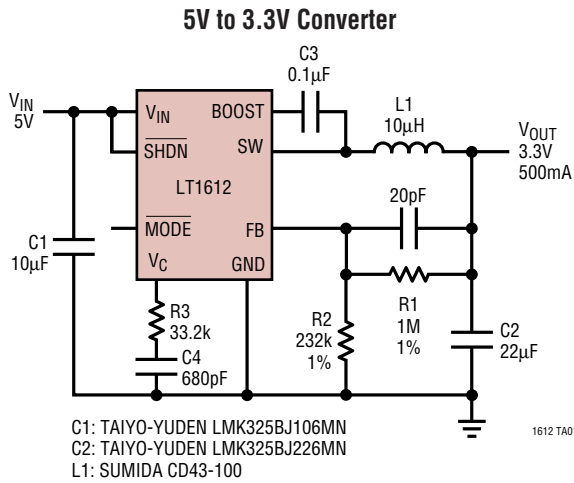 5V to 3.3V Converter
C3
0.1µF
VIN
5V
VIN
BOOST
L1
10µH
VOUT
3.3V
500mA
SHDN
SW
LT1612
20pF
MODE
FB
C1
10µF
VC
GND
R3
33.2k
R2
232k
1%
R1
1M
1%
C2
22µF
C4
680pF
C1: TAIYO-YUDEN LMK325BJ106MN
C2: TAIYO-YUDEN LMK325BJ226MN
L1: SUMIDA CD43-100
1612 TA0